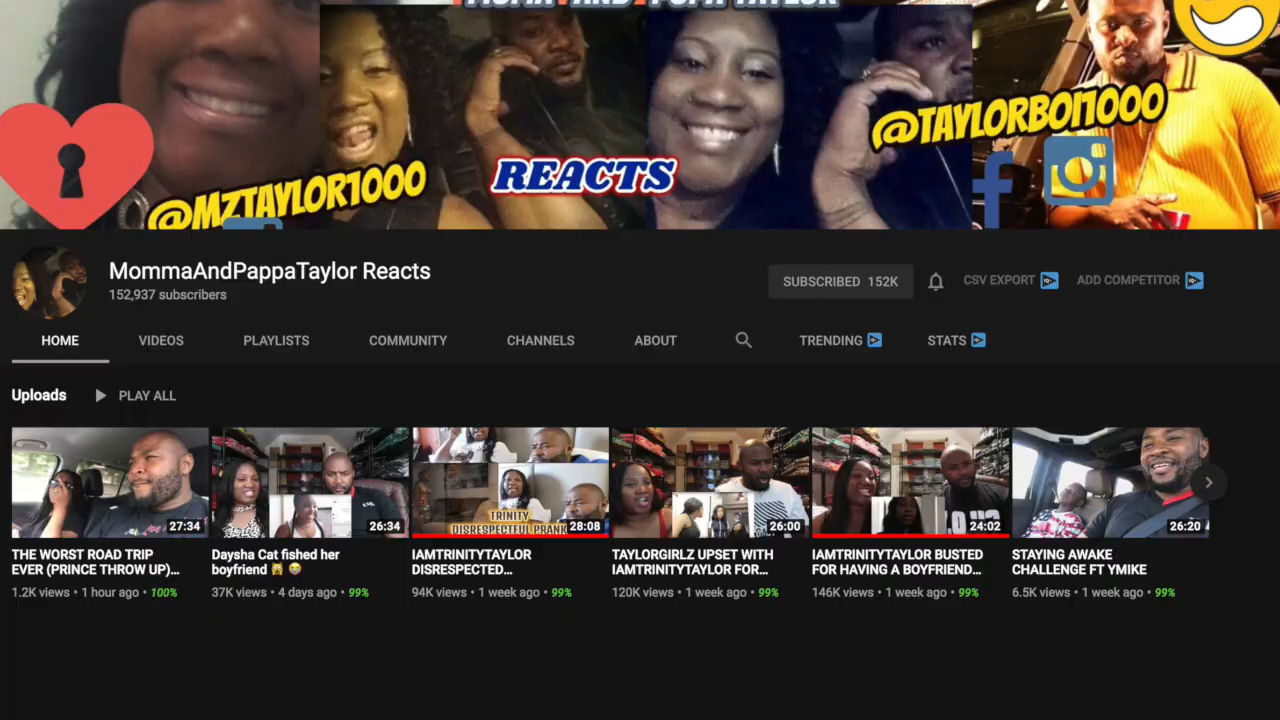 MOMMA AND POPPA TAYLOR
@TAYLORBOI1000
REACTS
@MZTAYLOR1000
MommaAndPappaTaylor Reacts
152,937 subscribers
SUBSCRIBED 152K
CSV EXPORT
ADD COMPETITOR
HOME
VIDEOS
PLAYLISTS
COMMUNITY
CHANNELS
ABOUT
TRENDING
STATS
Uploads
PLAY ALL
27:34
26:34
TRINITY
DISRESPECTFUL PRANK
28:08
26:00
24:02
26:20
THE WORST ROAD TRIP
EVER (PRINCE THROW UP)...
1.2K views • 1 hour ago • 100%
Daysha Cat fished her
boyfriend 🙀 😂
37K views • 4 days ago • 99%
IAMTRINITYTAYLOR
DISRESPECTED...
94K views • 1 week ago • 99%
TAYLORGIRLZ UPSET WITH
IAMTRINITYTAYLOR FOR...
120K views • 1 week ago • 99%
IAMTRINITYTAYLOR BUSTED
FOR HAVING A BOYFRIEND...
146K views • 1 week ago • 99%
STAYING AWAKE
CHALLENGE FT YMIKE
6.5K views • 1 week ago • 99%